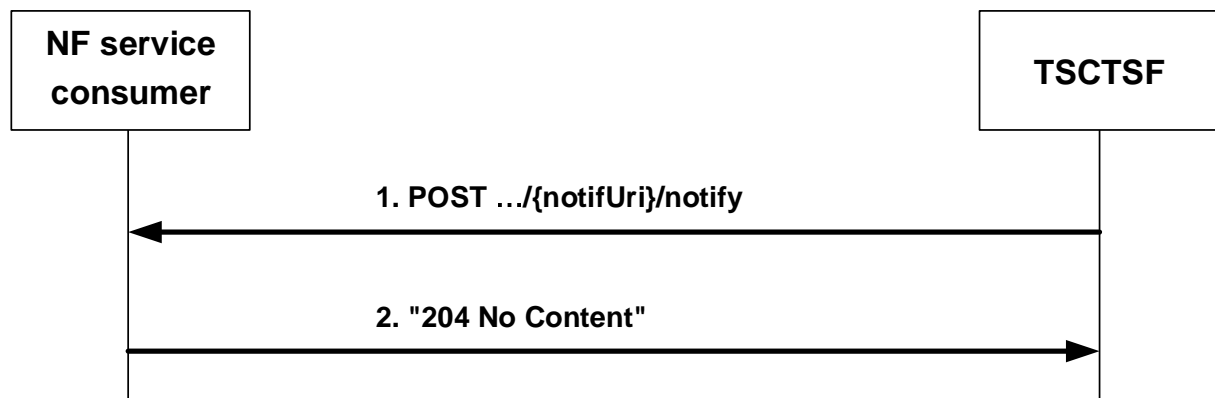 NF service
consumer
TSCTSF
1. POST …/{notifUri}/notify
2. "204 No Content"